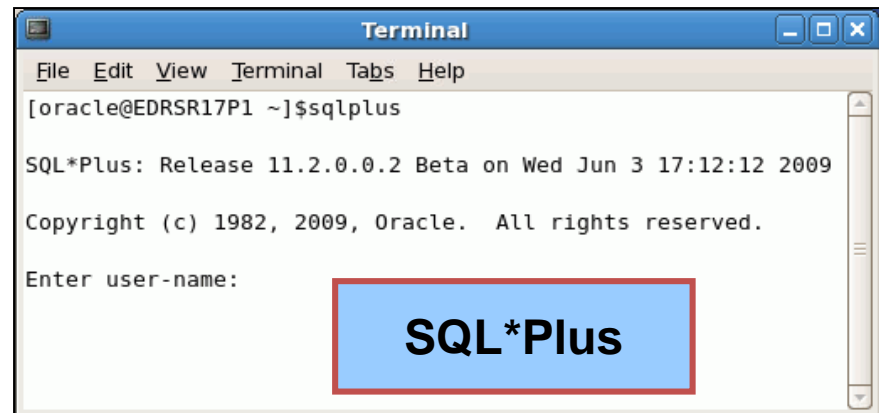 Terminal
File Edit View Terminal Tabs Help
[oracle@EDRSR17P1 ~]$sqlplus
SQL*Plus: Release 11.2.0.0.2 Beta on Wed Jun 3 17:12:12 2009
Copyright (c) 1982, 2009, Oracle.  All rights reserved.
Enter user-name:
SQL*Plus